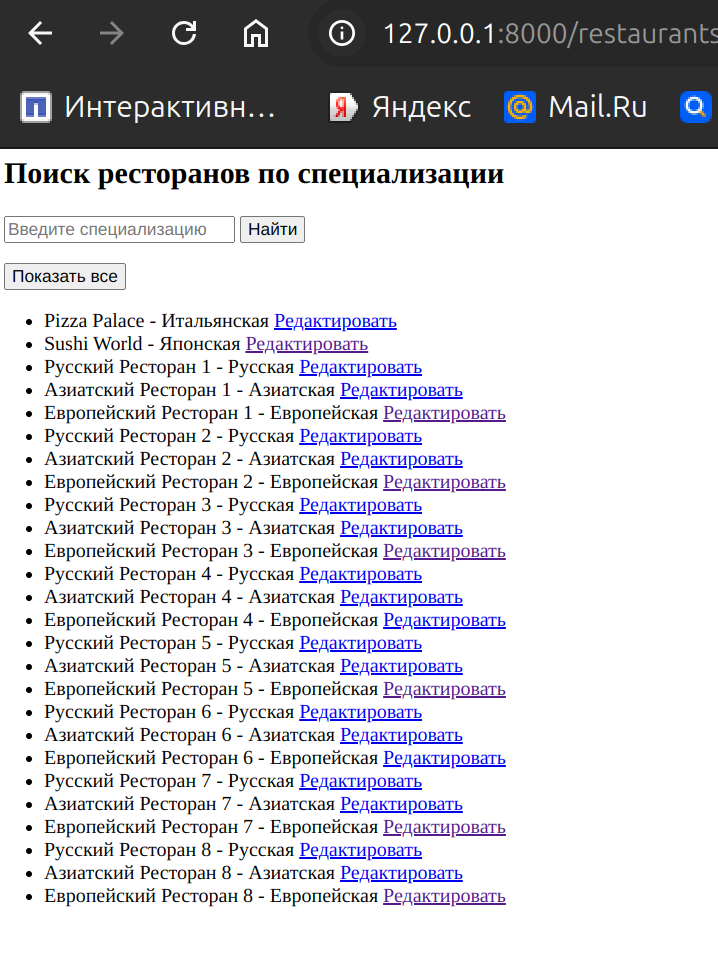 127.0.0.1:8000/restaurants
Интерактивн... Яндекс Mail.Ru
Поиск ресторанов по специализации
Введите специализацию Найти
Показать все
Pizza Palace - Итальянская Редактировать
Sushi World - Японская Редактировать
Русский Ресторан 1 - Русская Редактировать
Азиатский Ресторан 1 - Азиатская Редактировать
Европейский Ресторан 1 - Европейская Редактировать
Русский Ресторан 2 - Русская Редактировать
Азиатский Ресторан 2 - Азиатская Редактировать
Европейский Ресторан 2 - Европейская Редактировать
Русский Ресторан 3 - Русская Редактировать
Азиатский Ресторан 3 - Азиатская Редактировать
Европейский Ресторан 3 - Европейская Редактировать
Русский Ресторан 4 - Русская Редактировать
Азиатский Ресторан 4 - Азиатская Редактировать
Европейский Ресторан 4 - Европейская Редактировать
Русский Ресторан 5 - Русская Редактировать
Азиатский Ресторан 5 - Азиатская Редактировать
Европейский Ресторан 5 - Европейская Редактировать
Русский Ресторан 6 - Русская Редактировать
Азиатский Ресторан 6 - Азиатская Редактировать
Европейский Ресторан 6 - Европейская Редактировать
Русский Ресторан 7 - Русская Редактировать
Азиатский Ресторан 7 - Азиатская Редактировать
Европейский Ресторан 7 - Европейская Редактировать
Русский Ресторан 8 - Русская Редактировать
Азиатский Ресторан 8 - Азиатская Редактировать
Европейский Ресторан 8 - Европейская Редактировать